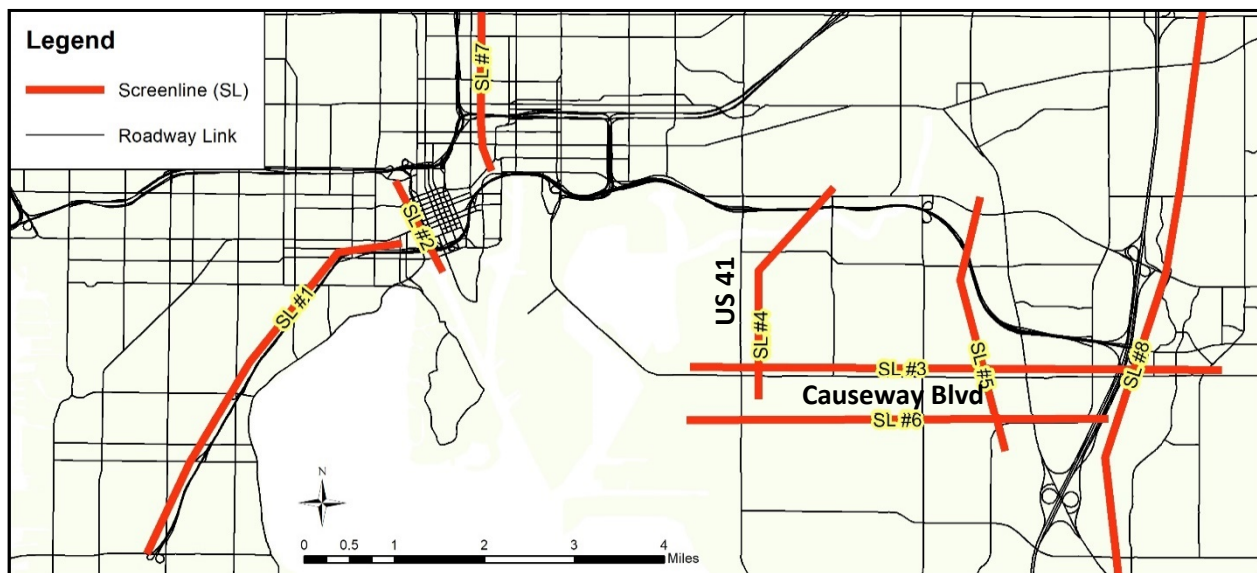 Legend
Screenline (SL)
Roadway Link
SL #7
SL #2
SL #1
US 41
SL #4
SL #3
SL #5
SL #8
Causeway Blvd
SL #6
N
0 0.5 1 2 3 4
Miles